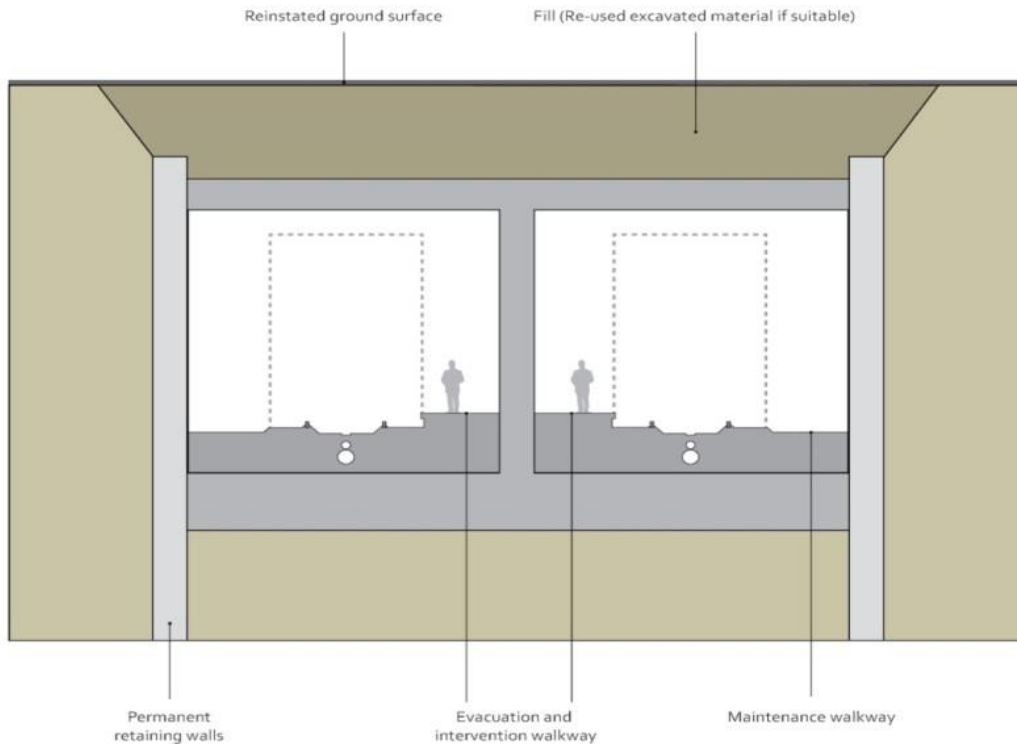 Reinstated ground surface
Fill (Re-used excavated material if suitable)
Permanent
retaining walls
Evacuation and
intervention walkway
Maintenance walkway